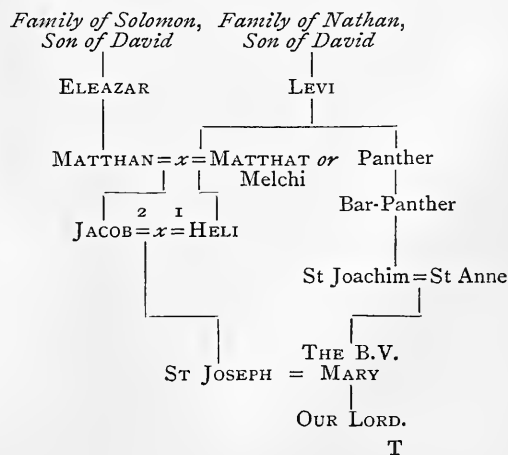 Family of Solomon, Family of Nathan,
Son of David Son of David
ELEAZAR LEVI
MATTHAN = x = MATTHAT or Panther
Melchi
Bar-Panther
2 1
JACOB = x = HELI
St Joachim = St Anne
THE B.V.
ST JOSEPH = MARY
OUR LORD.
T